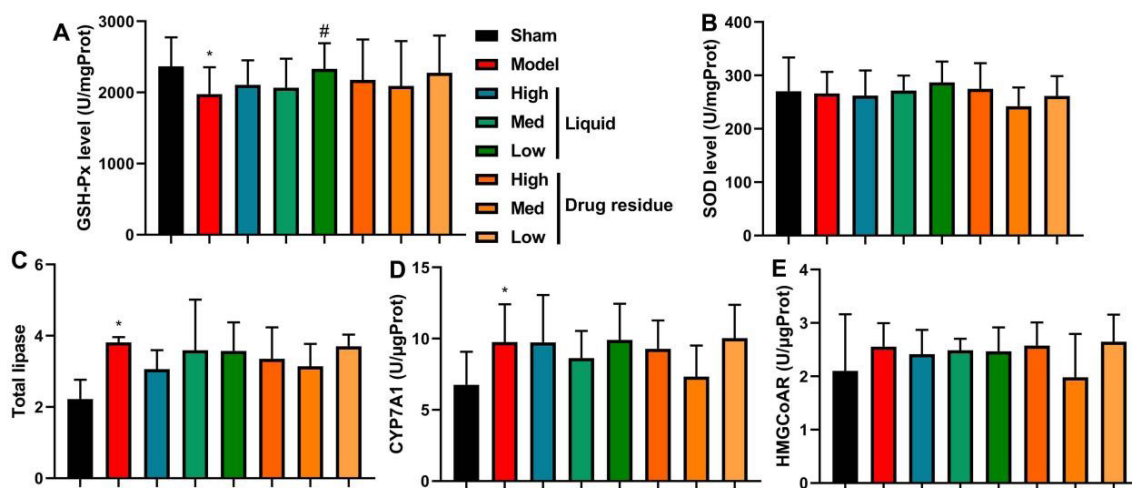 A
GSH-Px level (U/mgProt)
3000
2000
1000
0
*
#
Sham
Model
High
Med
Low
Liquid
High
Med
Low
Drug residue
B
SOD level (U/mgProt)
400
300
200
100
0
C
Total lipase
6
4
2
0
*
D
CYP7A1 (U/μgProt)
15
10
5
0
*
E
HMGCoAR (U/μgProt)
4
3
2
1
0